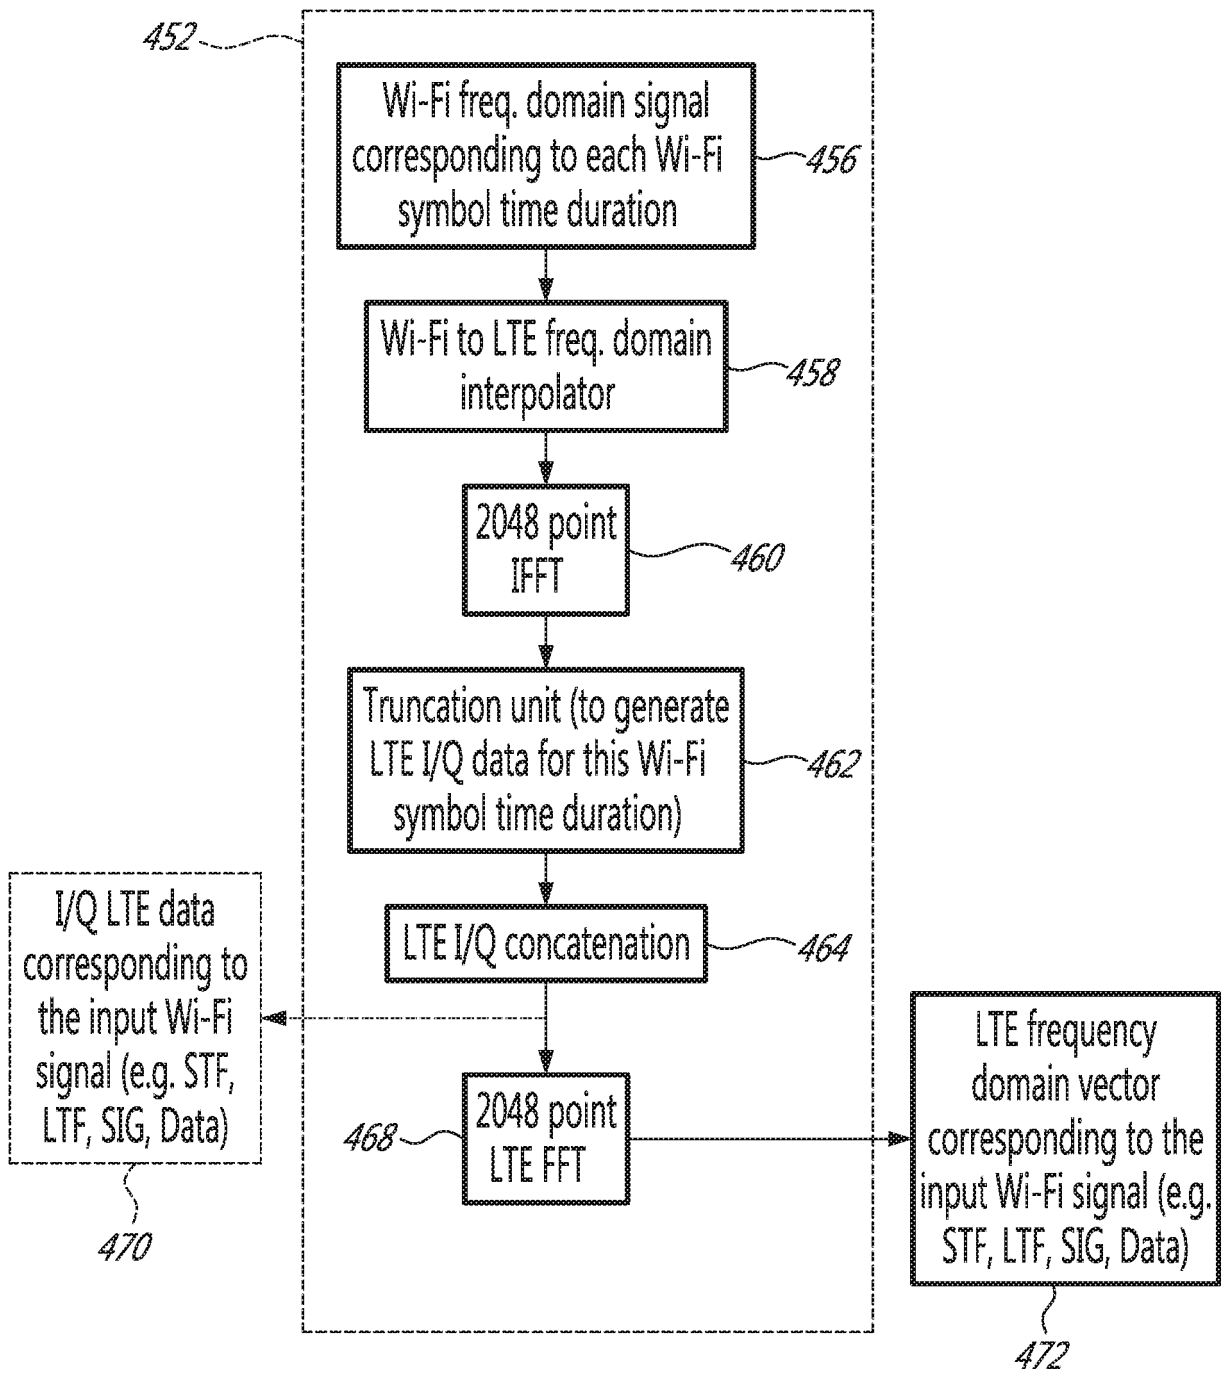 452
Wi-Fi freq. domain signal
corresponding to each Wi-Fi
symbol time duration
456
Wi-Fi to LTE freq. domain
interpolator
458
2048 point
IFFT
460
Truncation unit (to generate
LTE I/Q data for this Wi-Fi
symbol time duration)
462
LTE I/Q concatenation
464
I/Q LTE data
corresponding to
the input Wi-Fi
signal (e.g. STF,
LTF, SIG, Data)
470
2048 point
LTE FFT
468
LTE frequency
domain vector
corresponding to the
input Wi-Fi signal (e.g.
STF, LTF, SIG, Data)
472